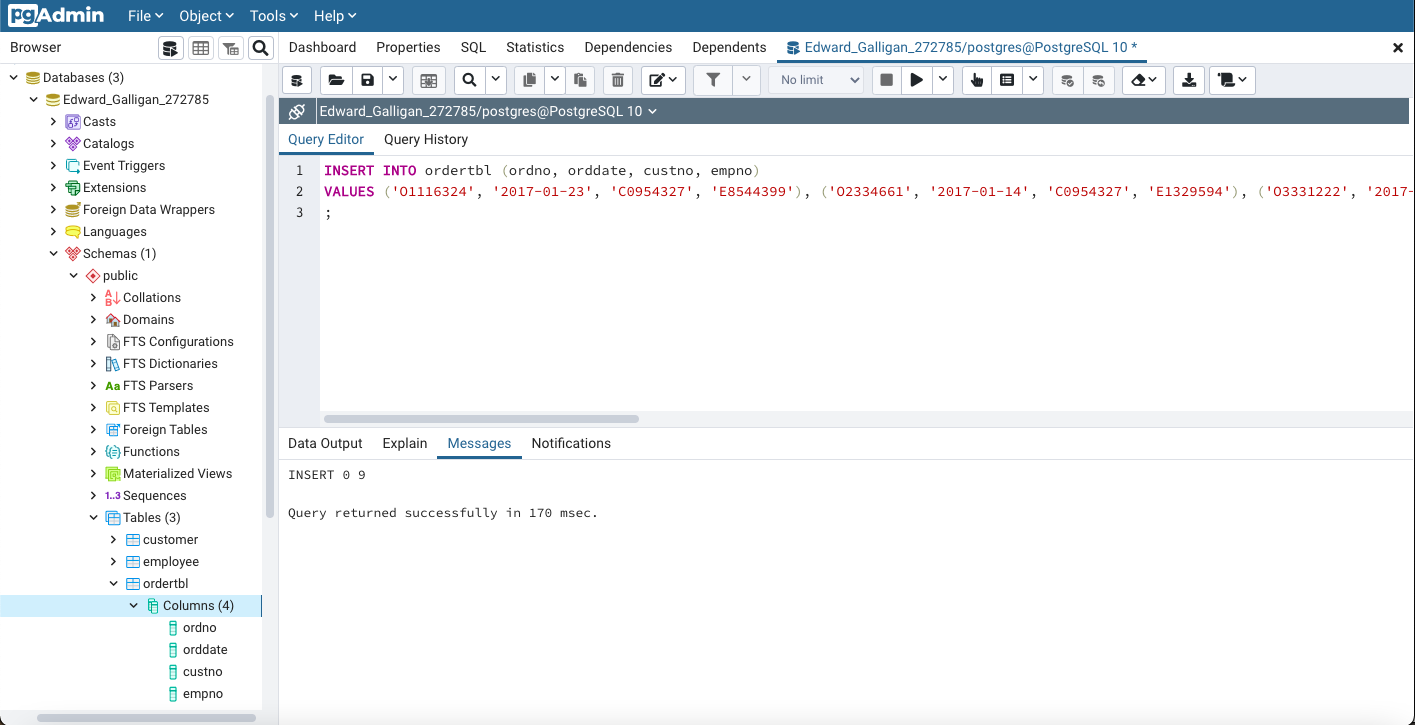 pgAdmin File Object Tools Help
Browser
Dashboard Properties SQL Statistics Dependencies Dependents Edward_Galligan_272785/postgres@PostgreSQL 10 *
No limit
Edward_Galligan_272785/postgres@PostgreSQL 10
Query Editor Query History
1 INSERT INTO ordertbl (ordno, orddate, custno, empno)
2 VALUES ('O1116324', '2017-01-23', 'C0954327', 'E8544399'), ('O2334661', '2017-01-14', 'C0954327', 'E1329594'), ('O3331222', '2017-
3 ;
Databases (3)
Edward_Galligan_272785
Casts
Catalogs
Event Triggers
Extensions
Foreign Data Wrappers
Languages
Schemas (1)
public
Collations
Domains
FTS Configurations
FTS Dictionaries
Aa FTS Parsers
FTS Templates
Foreign Tables
Functions
Materialized Views
1..3 Sequences
Tables (3)
customer
employee
ordertbl
Columns (4)
ordno
orddate
custno
empno
Data Output Explain Messages Notifications
INSERT 0 9
Query returned successfully in 170 msec.